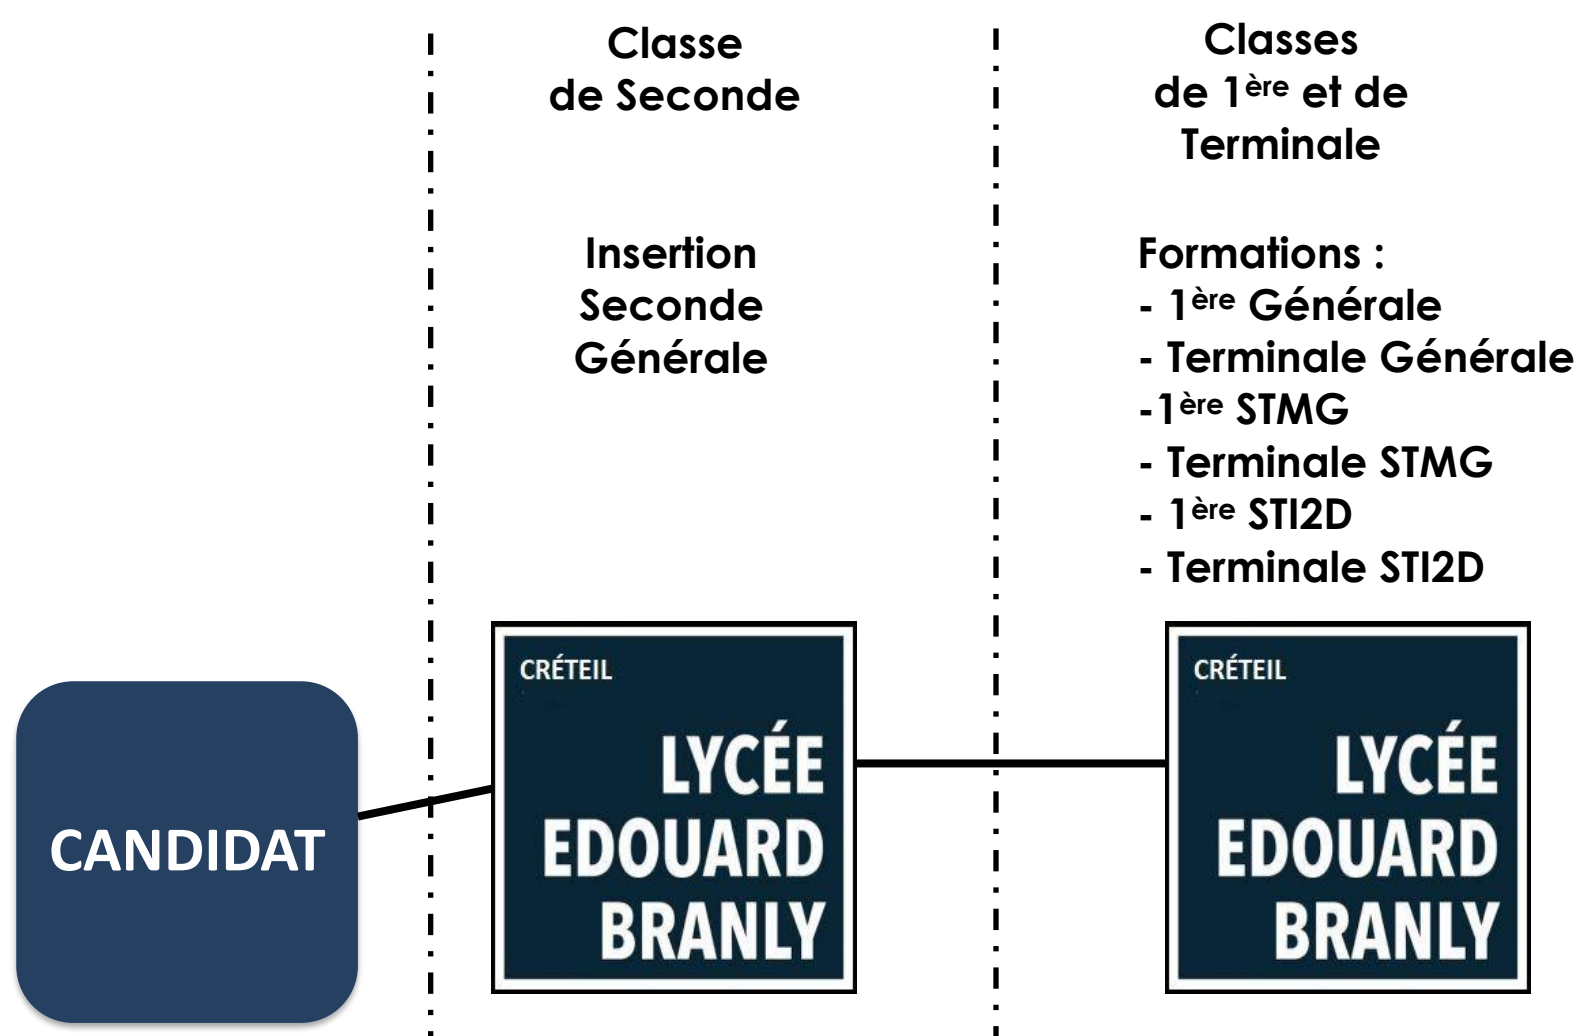 Classe
de Seconde
Classes
de 1ère et de
Terminale
Insertion
Seconde
Générale
Formations :
- 1ère Générale
- Terminale Générale
-1ère STMG
- Terminale STMG
- 1ère STI2D
- Terminale STI2D
CANDIDAT
CRÉTEIL
LYCÉE
EDOUARD
BRANLY
CRÉTEIL
LYCÉE
EDOUARD
BRANLY